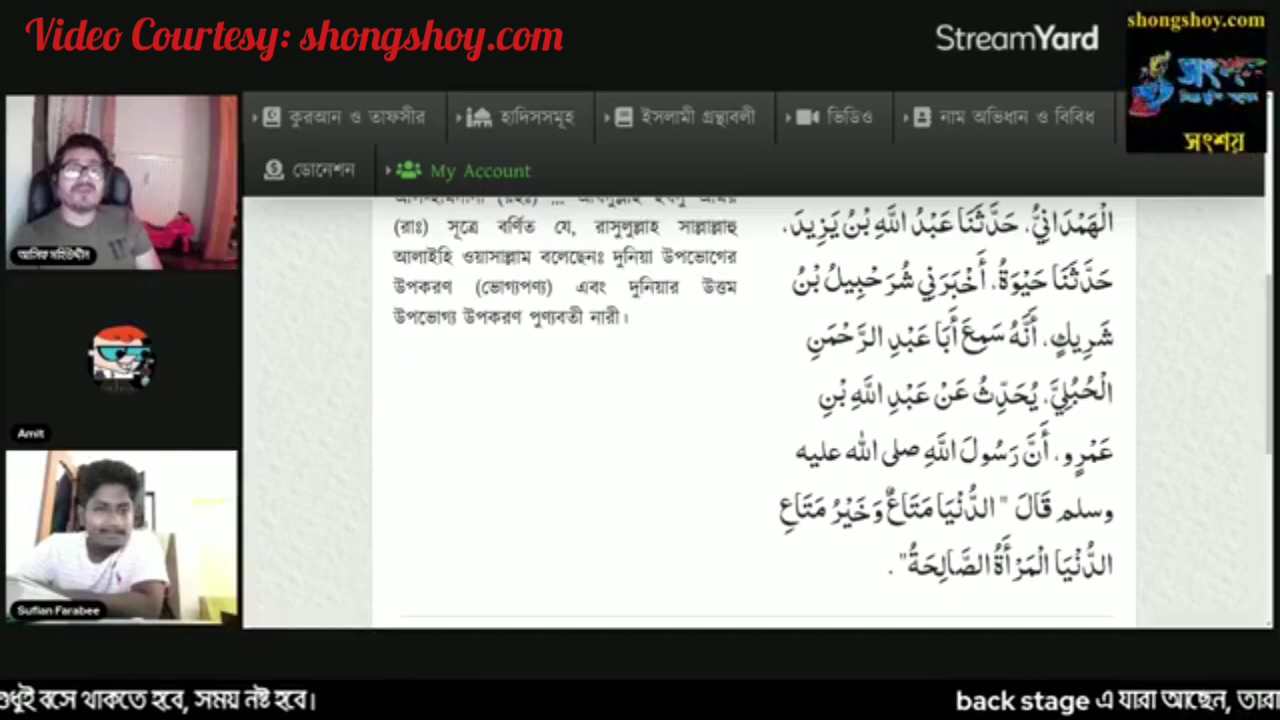 Video Courtesy: shongshoy.com
StreamYard
shongshoy.com
সংশয়
কুরআন ও তাফসীর
হাদিসসমূহ
ইসলামী গ্রন্থাবলী
ভিডিও
নাম অভিধান ও বিবিধ
ডোনেশন
My Account
(রাঃ) সূত্রে বর্ণিত যে, রাসুলুল্লাহ সাল্লাল্লাহু
আলাইহি ওয়াসাল্লাম বলেছেনঃ দুনিয়া উপভোগের
উপকরণ (ভোগ্যপণ্য) এবং দুনিয়ার উত্তম
উপভোগ্য উপকরণ পুণ্যবতী নারী।
الْهَمْدَانِيُّ، حَدَّثَنَا عَبْدُ اللَّهِ بْنُ يَزِيدَ،
حَدَّثَنَا حَيْوَةُ، أَخْبَرَنِي شُرَحْبِيلُ بْنُ
شَرِيكٍ، أَنَّهُ سَمِعَ أَبَا عَبْدِ الرَّحْمَنِ
الْحُبُلِيَّ، يُحَدِّثُ عَنْ عَبْدِ اللَّهِ بْنِ
عَمْرٍو، أَنَّ رَسُولَ اللَّهِ صلى الله عليه
وسلم قَالَ " الدُّنْيَا مَتَاعٌ وَخَيْرُ مَتَاعِ
الدُّنْيَا الْمَرْأَةُ الصَّالِحَةُ" .
আসিফ মহিউদ্দীন
Amit
Sufian Farabee
শুধুই বসে থাকতে হবে, সময় নষ্ট হবে।
back stage এ যারা আছেন, তারা